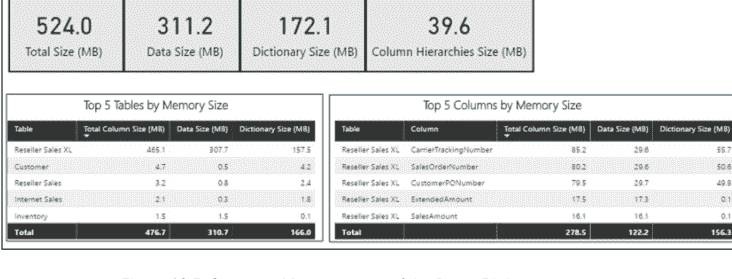 524.0
Total Size (MB)
311.2
Data Size (MB)
172.1
Dictionary Size (MB)
39.6
Column Hierarchies Size (MB)
Top 5 Tables by Memory Size
Table Total Column Size (MB) Data Size (MB) Dictionary Size (MB)
Reseller Sales XL 465.1 307.7 157.5
Customer 4.7 0.5 4.2
Reseller Sales 3.2 0.8 2.4
Internet Sales 2.1 0.3 1.8
Inventory 1.5 1.5 0.1
Total 476.7 310.7 166.0
Top 5 Columns by Memory Size
Table Column Total Column Size (MB) Data Size (MB) Dictionary Size (MB)
Reseller Sales XL CarrierTrackingNumber 85.2 29.6 55.7
Reseller Sales XL SalesOrderNumber 80.2 29.6 50.6
Reseller Sales XL CustomerPONumber 79.5 29.7 49.8
Reseller Sales XL ExtendedAmount 17.5 17.3 0.1
Reseller Sales XL SalesAmount 16.1 16.1 0.1
Total 278.5 122.2 156.3